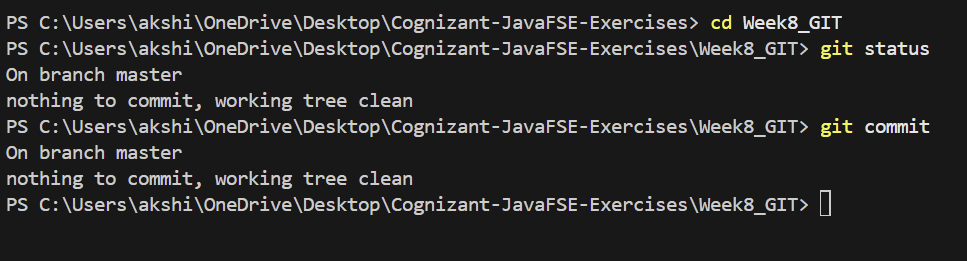 PS C:\Users\akshi\OneDrive\Desktop\Cognizant-JavaFSE-Exercises> cd Week8_GIT
PS C:\Users\akshi\OneDrive\Desktop\Cognizant-JavaFSE-Exercises\Week8_GIT> git status
On branch master
nothing to commit, working tree clean
PS C:\Users\akshi\OneDrive\Desktop\Cognizant-JavaFSE-Exercises\Week8_GIT> git commit
On branch master
nothing to commit, working tree clean
PS C:\Users\akshi\OneDrive\Desktop\Cognizant-JavaFSE-Exercises\Week8_GIT>